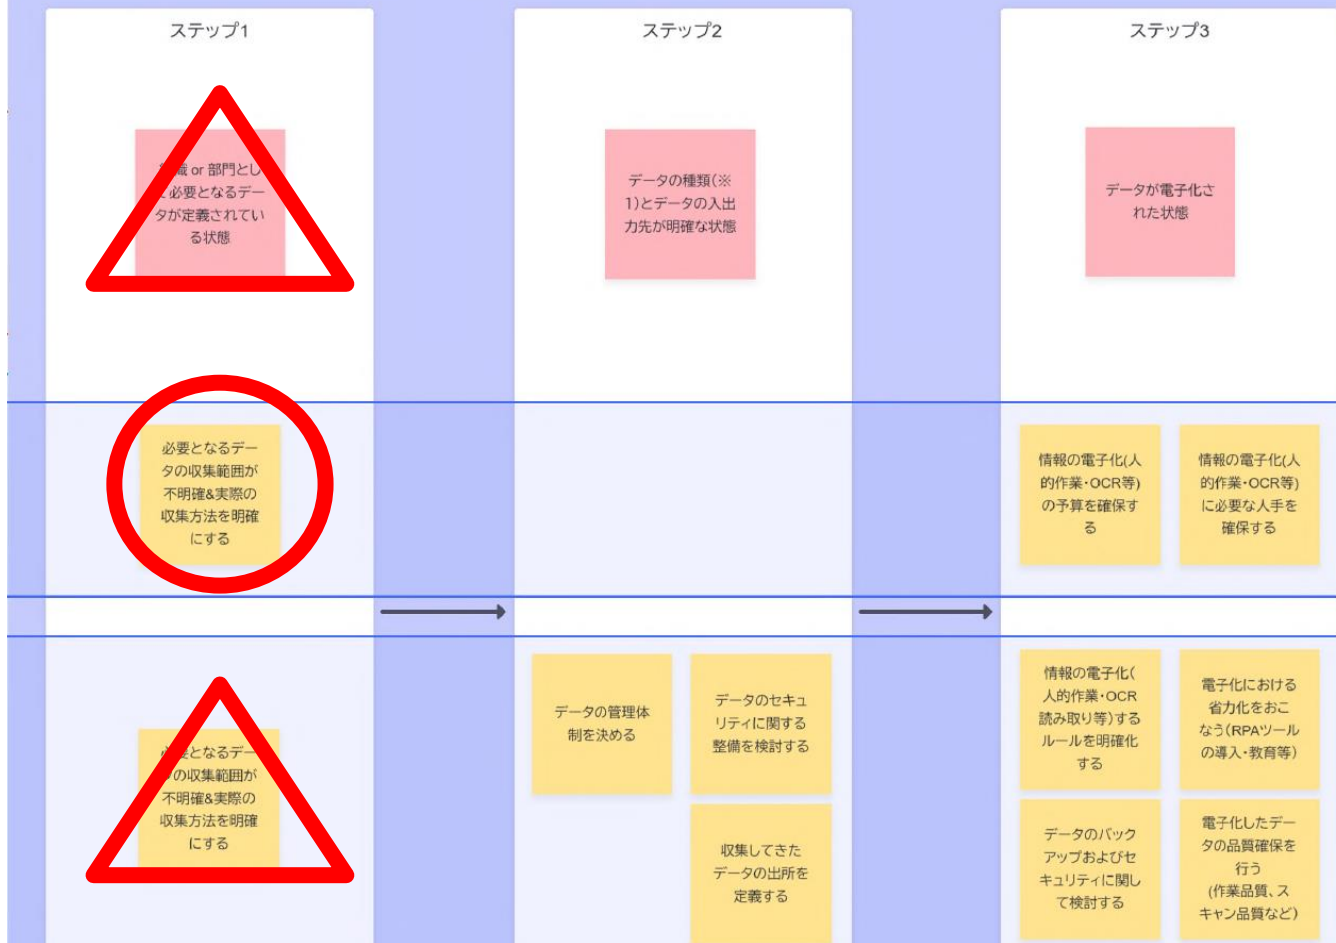 ステップ1
ステップ2
ステップ3
織 or 部門とし
必要となるデー
タが定義されてい
る状態
データの種類(※
1)とデータの入出
力先が明確な状態
データが電子化さ
れた状態
必要となるデー
タの収集範囲が
不明確&実際の
収集方法を明確
にする
情報の電子化(人
的作業・OCR等)
の予算を確保す
る
情報の電子化(人
的作業・OCR等)
に必要な人手を
確保する
となるデー
の収集範囲が
不明確&実際の
収集方法を明確
にする
データの管理体
制を決める
データのセキュ
リティに関する
整備を検討する
収集してきた
データの出所を
定義する
情報の電子化(
人的作業・OCR
読み取り等)する
ルールを明確化
する
電子化における
省力化をおこ
なう(RPAツール
の導入・教育等)
データのバック
アップおよびセ
キュリティに関し
て検討する
電子化したデー
タの品質確保を
行う
(作業品質、ス
キャン品質など)